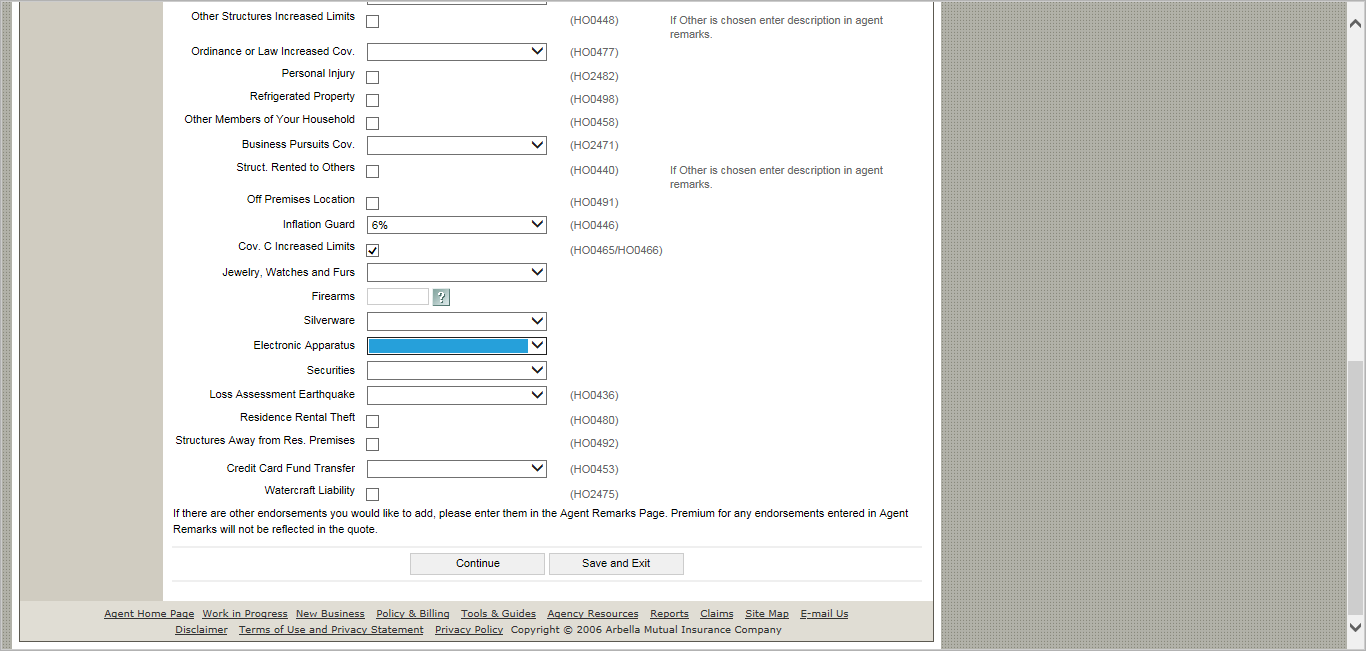 Other Structures Increased Limits (HO0448) If Other is chosen enter description in agent
remarks.
Ordinance or Law Increased Cov. (HO0477)
Personal Injury (HO2482)
Refrigerated Property (HO0498)
Other Members of Your Household (HO0458)
Business Pursuits Cov. (HO2471)
Struct. Rented to Others (HO0440) If Other is chosen enter description in agent
remarks.
Off Premises Location (HO0491)
Inflation Guard 6% (HO0446)
Cov. C Increased Limits (HO0465/HO0466)
Jewelry, Watches and Furs
Firearms ?
Silverware
Electronic Apparatus
Securities
Loss Assessment Earthquake (HO0436)
Residence Rental Theft (HO0480)
Structures Away from Res. Premises (HO0492)
Credit Card Fund Transfer (HO0453)
Watercraft Liability (HO2475)
If there are other endorsements you would like to add, please enter them in the Agent Remarks Page. Premium for any endorsements entered in Agent
Remarks will not be reflected in the quote.
Continue Save and Exit
Agent Home Page Work in Progress New Business Policy & Billing Tools & Guides Agency Resources Reports Claims Site Map E-mail Us
Disclaimer Terms of Use and Privacy Statement Privacy Policy Copyright © 2006 Arbella Mutual Insurance Company